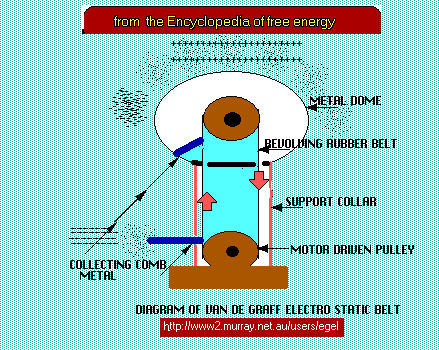 from the Encyclopedia of free energy
METAL DOME
REVOLVING RUBBER BELT
SUPPORT COLLAR
MOTOR DRIVEN PULLEY
COLLECTING COMB
METAL
DIAGRAM OF VAN DE GRAFF ELECTRO STATIC BELT
http://www2.murray.net.au/users/egel